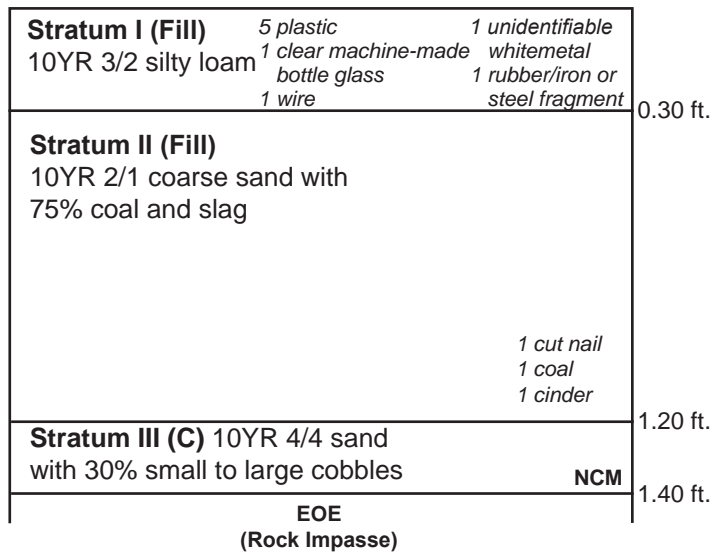 Stratum I (Fill)
10YR 3/2 silty loam
5 plastic
1 clear machine-made
bottle glass
1 wire
1 unidentifiable
whitemetal
1 rubber/iron or
steel fragment
0.30 ft.
Stratum II (Fill)
10YR 2/1 coarse sand with
75% coal and slag
1 cut nail
1 coal
1 cinder
1.20 ft.
Stratum III (C) 10YR 4/4 sand
with 30% small to large cobbles
NCM
1.40 ft.
EOE
(Rock Impasse)